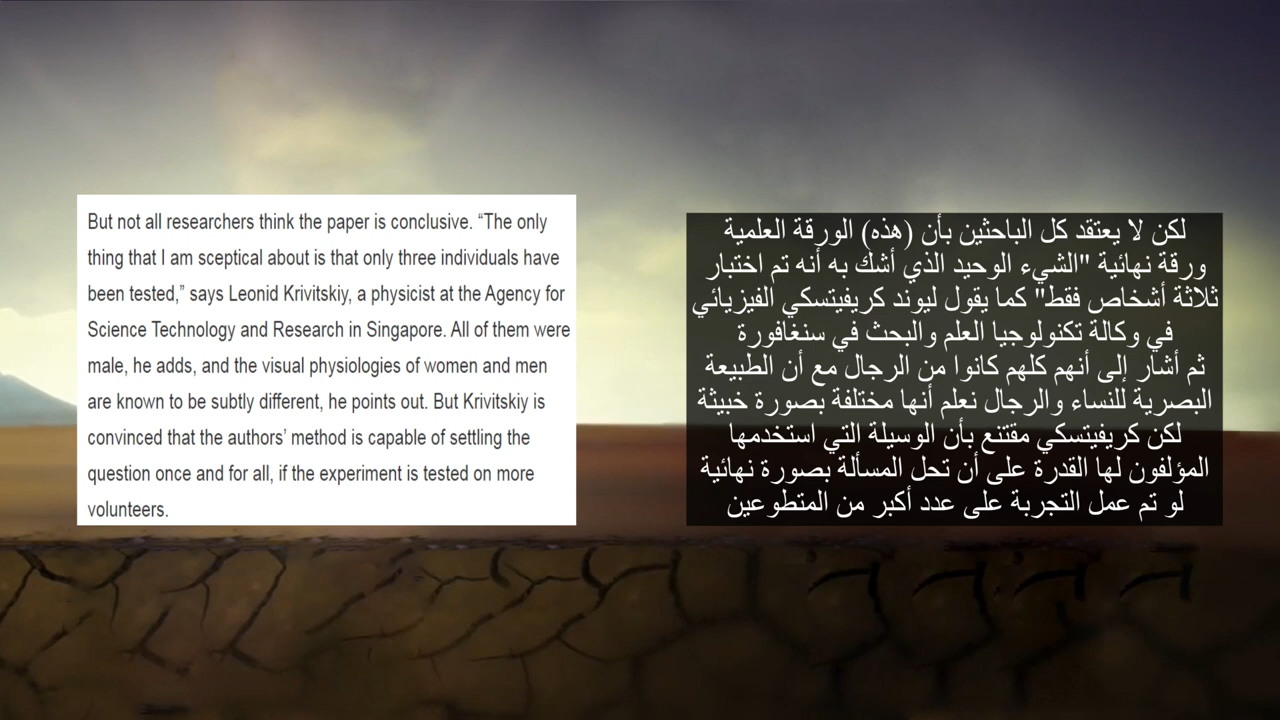 But not all researchers think the paper is conclusive. “The only
thing that I am sceptical about is that only three individuals have
been tested,” says Leonid Krivitskiy, a physicist at the Agency for
Science Technology and Research in Singapore. All of them were
male, he adds, and the visual physiologies of women and men
are known to be subtly different, he points out. But Krivitskiy is
convinced that the authors’ method is capable of settling the
question once and for all, if the experiment is tested on more
volunteers.
لكن لا يعتقد كل الباحثين بأن (هذه) الورقة العلمية
ورقة نهائية "الشيء الوحيد الذي أشك به أنه تم اختبار
ثلاثة أشخاص فقط" كما يقول ليوند كريفيتسكي الفيزيائي
في وكالة تكنولوجيا العلم والبحث في سنغافورة
ثم أشار إلى أنهم كلهم كانوا من الرجال مع أن الطبيعة
البصرية للنساء والرجال نعلم أنها مختلفة بصورة خبيثة
لكن كريفيتسكي مقتنع بأن الوسيلة التي استخدمها
المؤلفون لها القدرة على أن تحل المسألة بصورة نهائية
لو تم عمل التجربة على عدد أكبر من المتطوعين